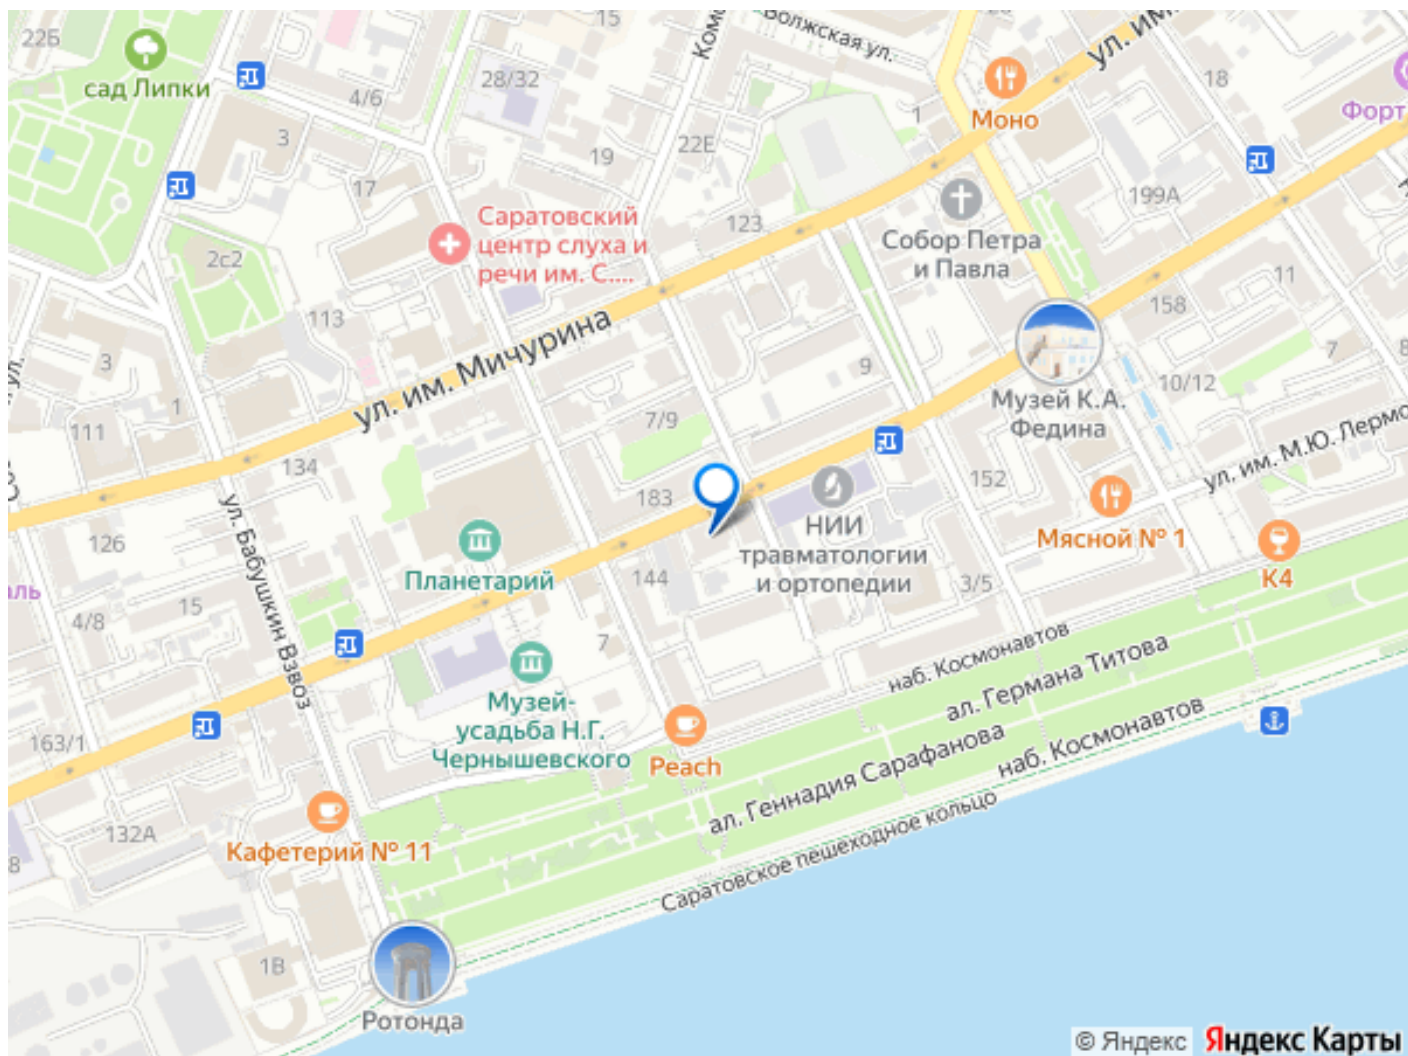 22Б
сад Липки
15
Комс
Волжская ул.
ул. им.
28/32
4/6
3
18
Моно
Форт
1
22Е
19
17
199А
123
Саратовский
центр слуха и
речи им. С....
Собор Петра
и Павла
2с2
11
158
113
ул. им. Мичурина
3
9
7
8
10/12
Музей К.А.
Федина
1
7/9
111
ул. им. М.Ю. Лермо
134
152
183
ул. Бабушкин Взвоз
НИИ
травматологии
и ортопедии
Мясной № 1
126
К4
Планетарий
144
3/5
аль
15
4/8
7
наб. Космонавтов
ал. Германа Титова
Музей-
усадьба Н.Г.
Чернышевского
163/1
Peach
ал. Геннадия Сарафанова
наб. Космонавтов
132А
Кафетерий № 11
8
Саратовское пешеходное кольцо
1В
Ротонда
© Яндекс Яндекс Карты